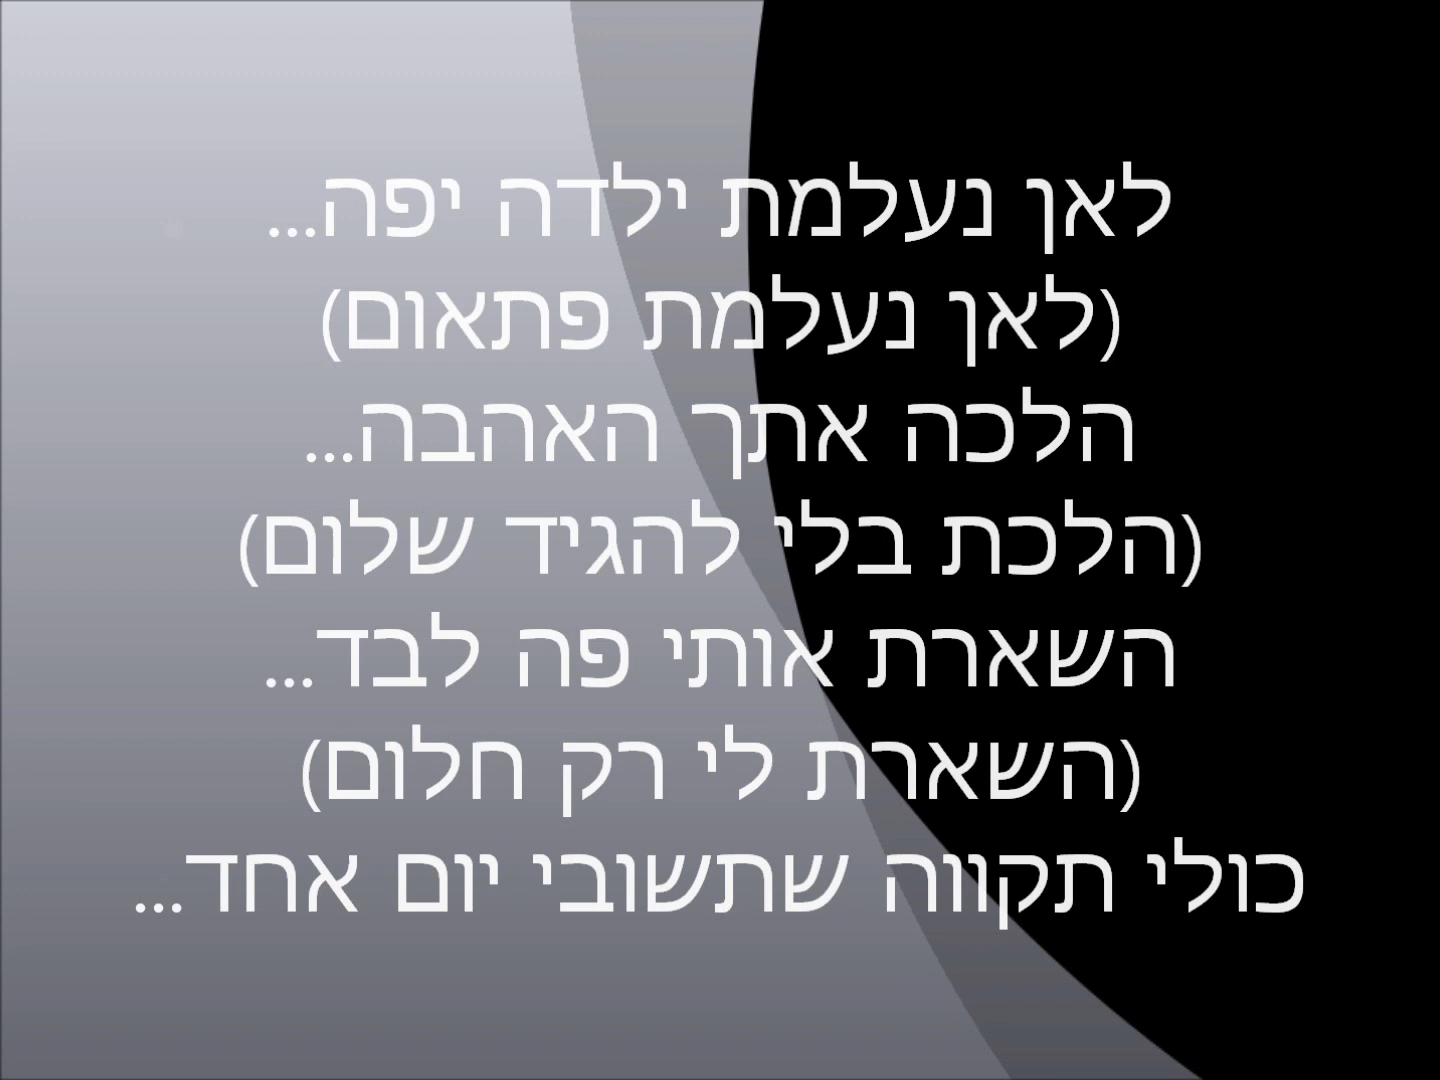 לאן נעלמת ילדה יפה...
(לאן נעלמת פתאום)
הלכה אתך האהבה...
(הלכת בלי להגיד שלום)
השארת אותי פה לבד...
(השארת לי רק חלום)
כולי תקווה שתשובי יום אחד...